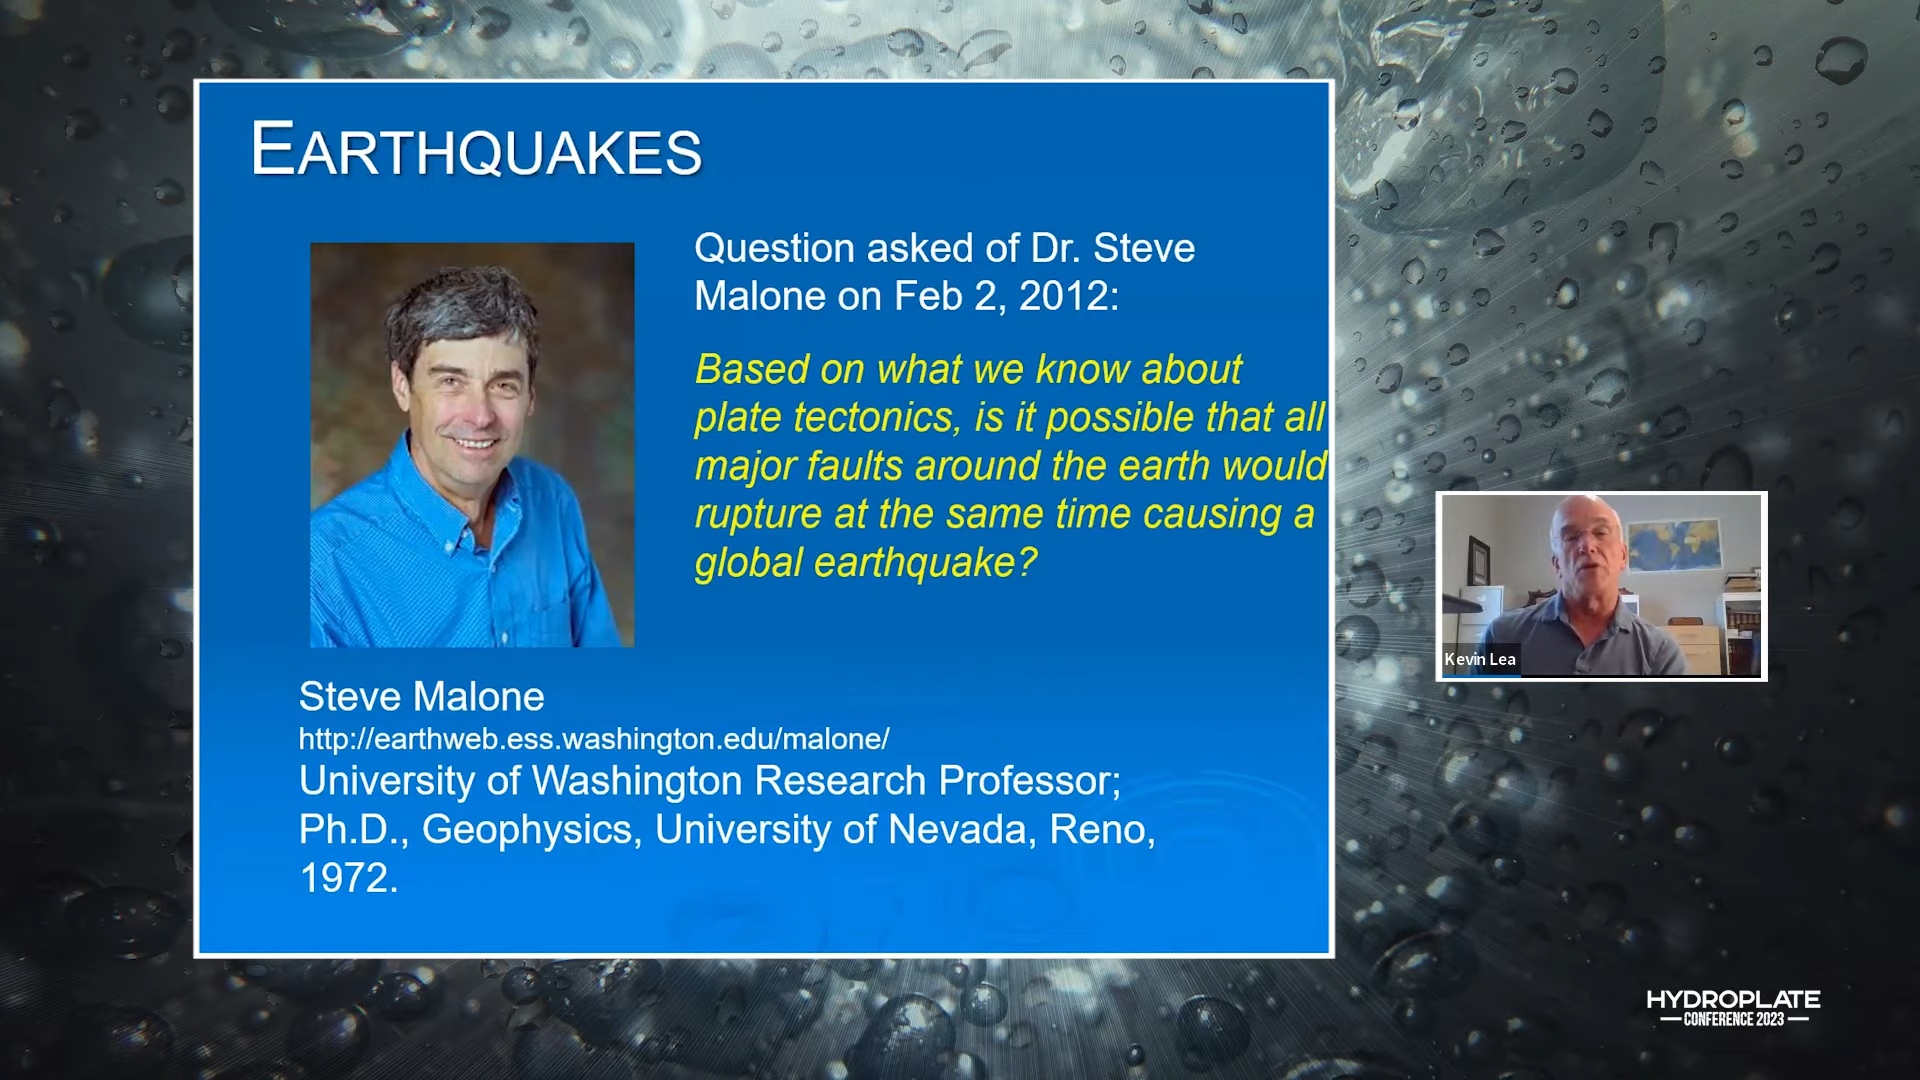 EARTHQUAKES
Question asked of Dr. Steve
Malone on Feb 2, 2012:
Based on what we know about
plate tectonics, is it possible that all
major faults around the earth would
rupture at the same time causing a
global earthquake?
Steve Malone
http://earthweb.ess.washington.edu/malone/
University of Washington Research Professor;
Ph.D., Geophysics, University of Nevada, Reno,
1972.
Kevin Lea
HYDROPLATE
CONFERENCE 2023